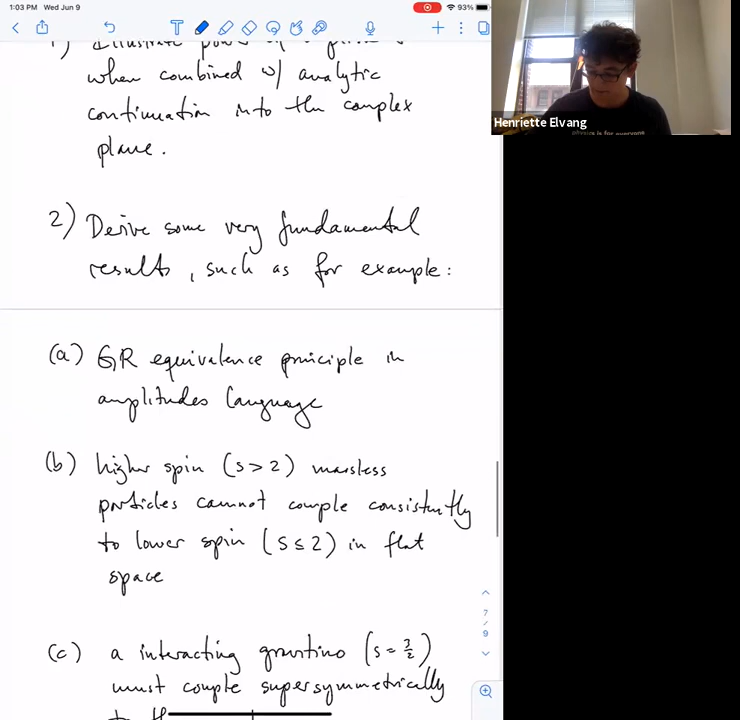 1:03 PM Wed Jun 9
93%
when combined w/ analytic
continuation into the complex
plane.
2) Derive some very fundamental
results, such as for example:
(a) GR equivalence principle in
amplitudes language
(b) higher spin (s>2) massless
particles cannot couple consistently
to lower spin (s≤2) in flat
space
(c) a interacting gravitino (s = 3/2)
must couple supersymmetrically
7
9
Henriette Elvang